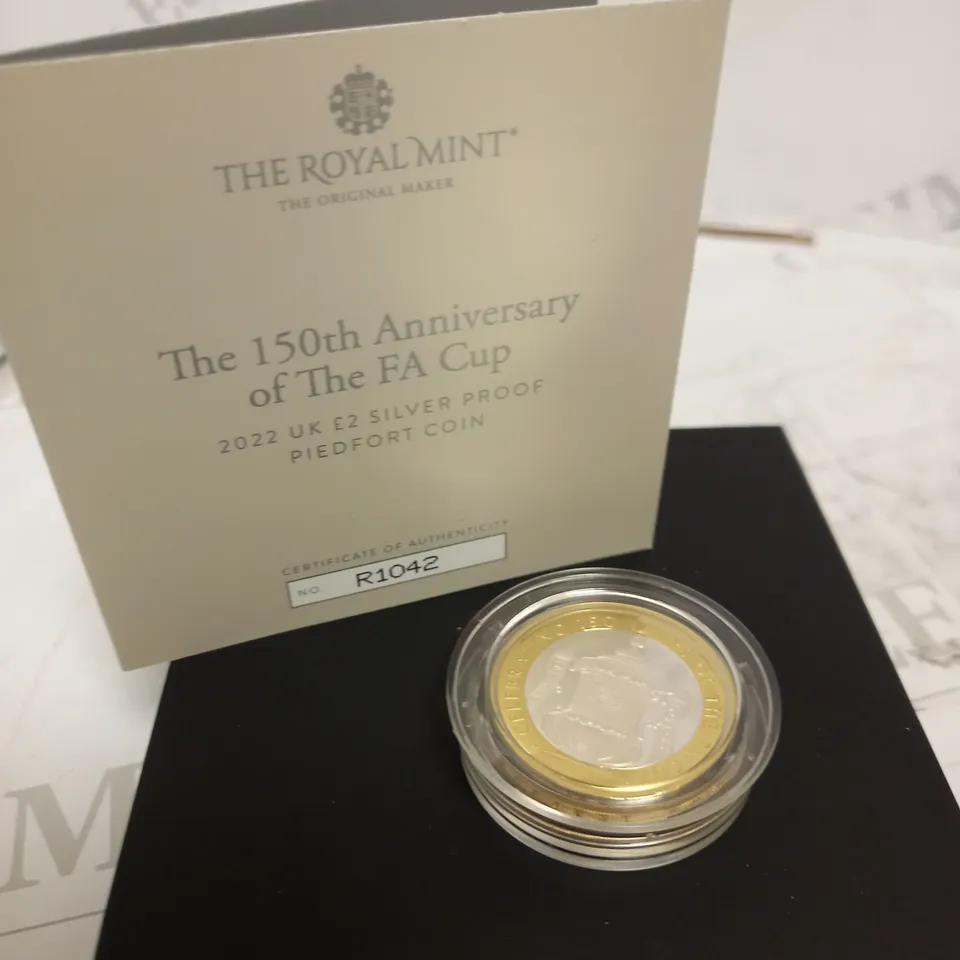 THE ROYAL MINT®
THE ORIGINAL MAKER
The 150th Anniversary
of The FA Cup
2022 UK £2 SILVER PROOF
PIEDFORT COIN
CERTIFICATE OF AUTHENTICITY
NO. R1042